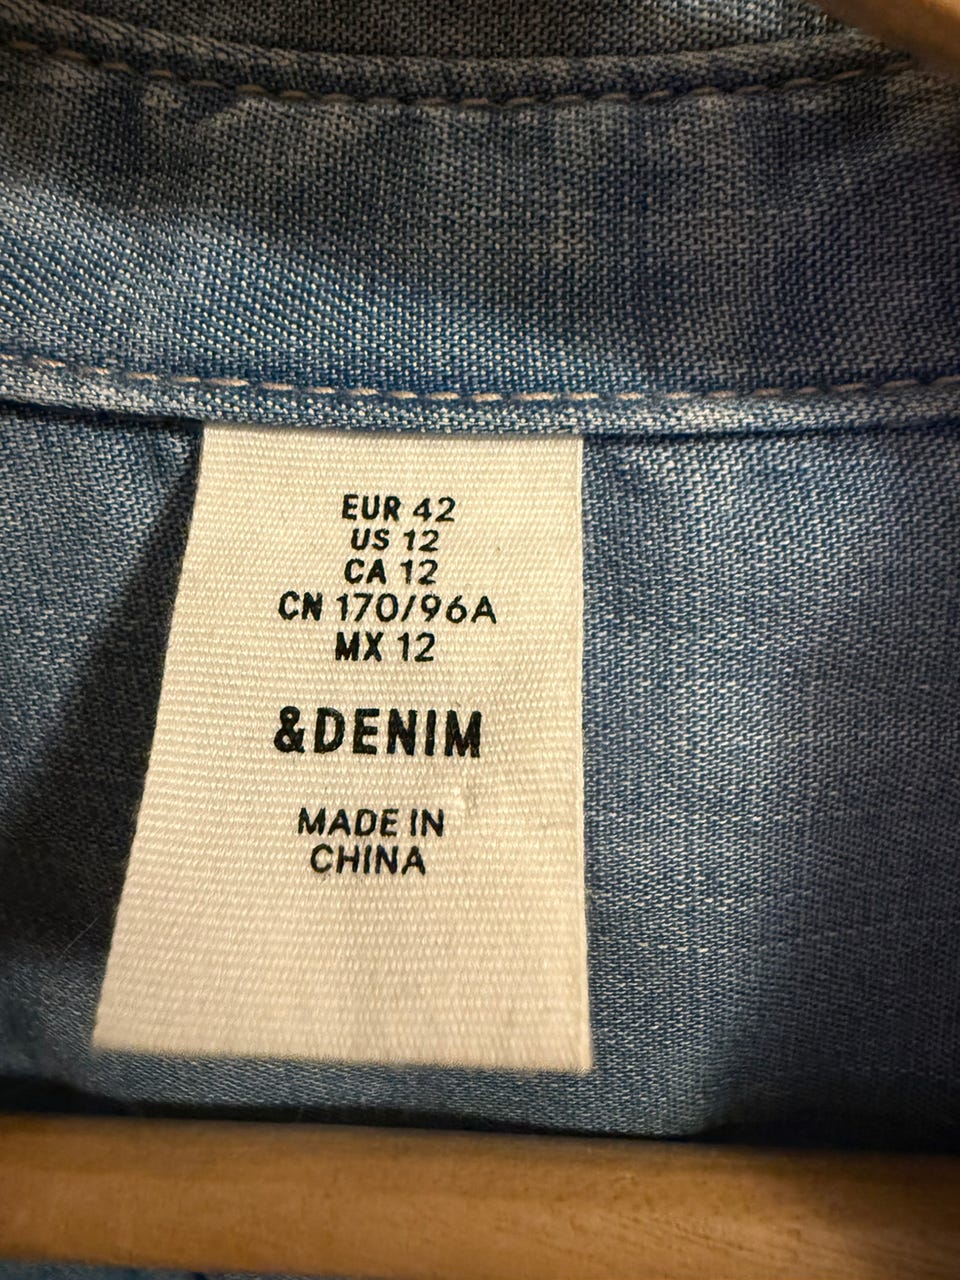 EUR 42
US 12
CA 12
CN 170/96A
MX 12
&DENIM
MADE IN
CHINA